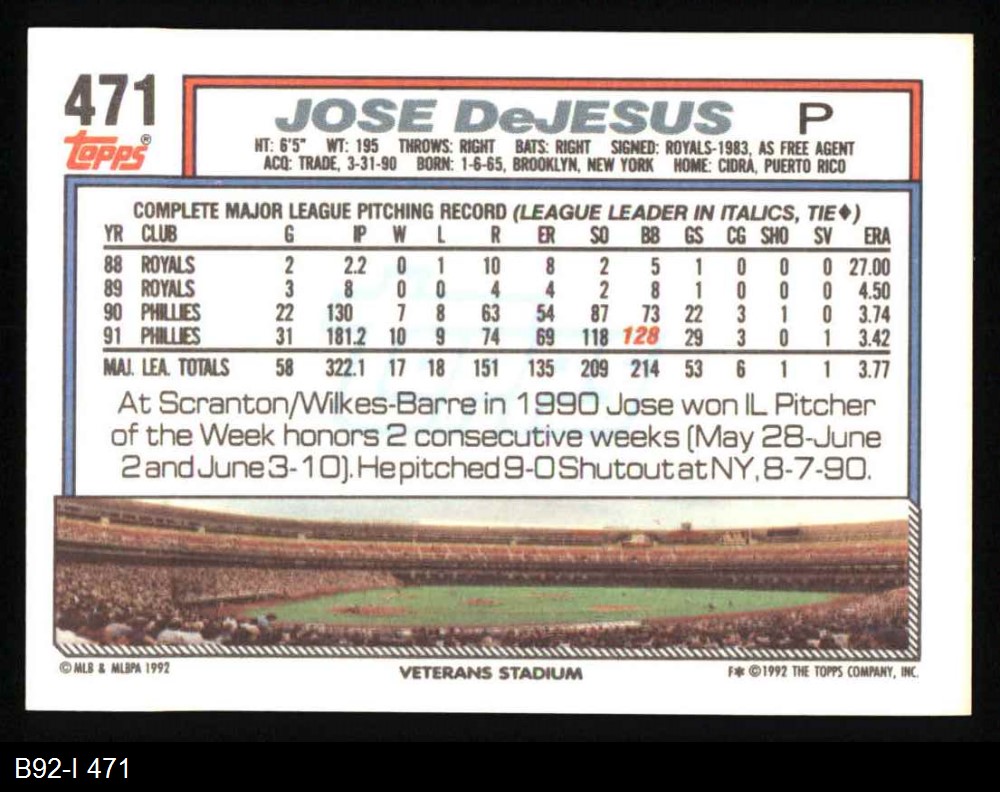 471
Topps®
JOSE DeJESUS P
HT: 6'5" WT: 195 THROWS: RIGHT BATS: RIGHT SIGNED: ROYALS-1983, AS FREE AGENT
ACQ: TRADE, 3-31-90 BORN: 1-6-65, BROOKLYN, NEW YORK HOME: CIDRA, PUERTO RICO
COMPLETE MAJOR LEAGUE PITCHING RECORD (LEAGUE LEADER IN ITALICS, TIE♦)
YR CLUB G IP W L R ER SO BB GS CG SHO SV ERA
88 ROYALS 2 2.2 0 1 10 8 2 5 1 0 0 0 27.00
89 ROYALS 3 8 0 0 4 4 2 8 1 0 0 0 4.50
90 PHILLIES 22 130 7 8 63 54 87 73 22 3 1 0 3.74
91 PHILLIES 31 181.2 10 9 74 69 118 128 29 3 0 1 3.42
MAJ. LEA. TOTALS 58 322.1 17 18 151 135 209 214 53 6 1 1 3.77
At Scranton/Wilkes-Barre in 1990 Jose won IL Pitcher
of the Week honors 2 consecutive weeks (May 28-June
2 and June 3-10). He pitched 9-0 Shutout at NY, 8-7-90.
© MLB & MLBPA 1992
VETERANS STADIUM
F✱ © 1992 THE TOPPS COMPANY, INC.
B92-I 471